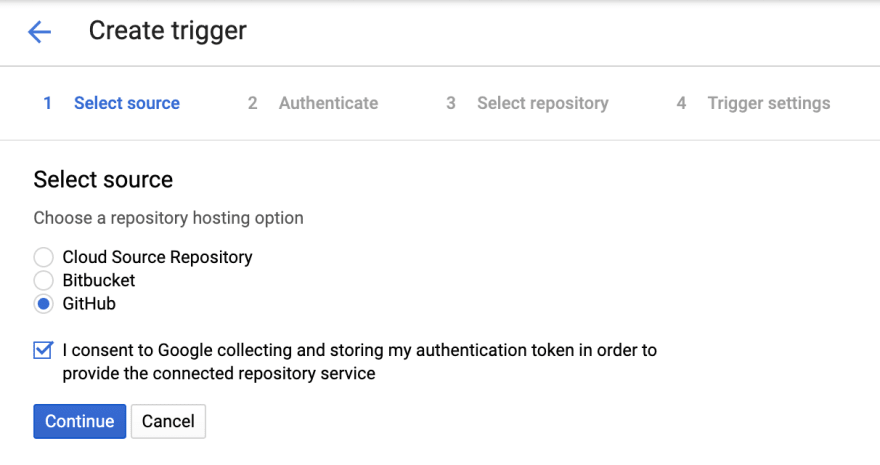 Create trigger
1 Select source 2 Authenticate 3 Select repository 4 Trigger settings
Select source
Choose a repository hosting option
Cloud Source Repository
Bitbucket
GitHub
I consent to Google collecting and storing my authentication token in order to
provide the connected repository service
Continue Cancel